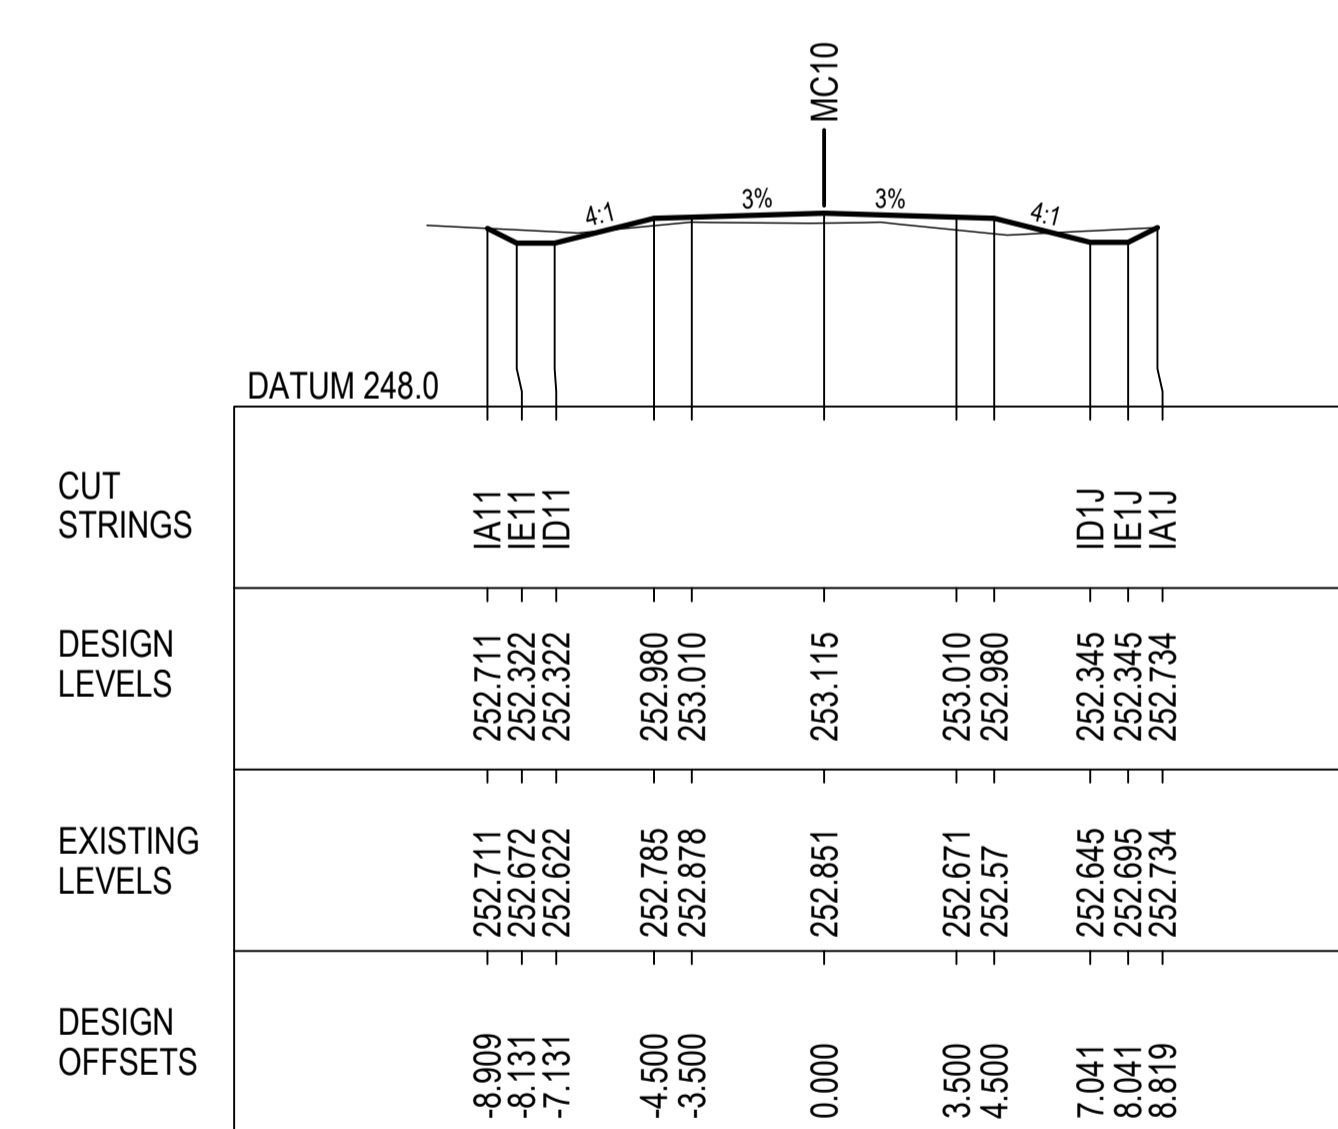 MC10
4:1
3%
3%
4:1
DATUM 248.0
CUT
STRINGS
IA11
IE11
ID11
ID1J
IE1J
IA1J
DESIGN
LEVELS
252.711
252.322
252.322
252.980
253.010
253.115
253.010
252.980
252.345
252.345
252.734
EXISTING
LEVELS
252.711
252.672
252.622
252.785
252.878
252.851
252.671
252.57
252.645
252.695
252.734
DESIGN
OFFSETS
-8.909
-8.131
-7.131
-4.500
-3.500
0.000
3.500
4.500
7.041
8.041
8.819